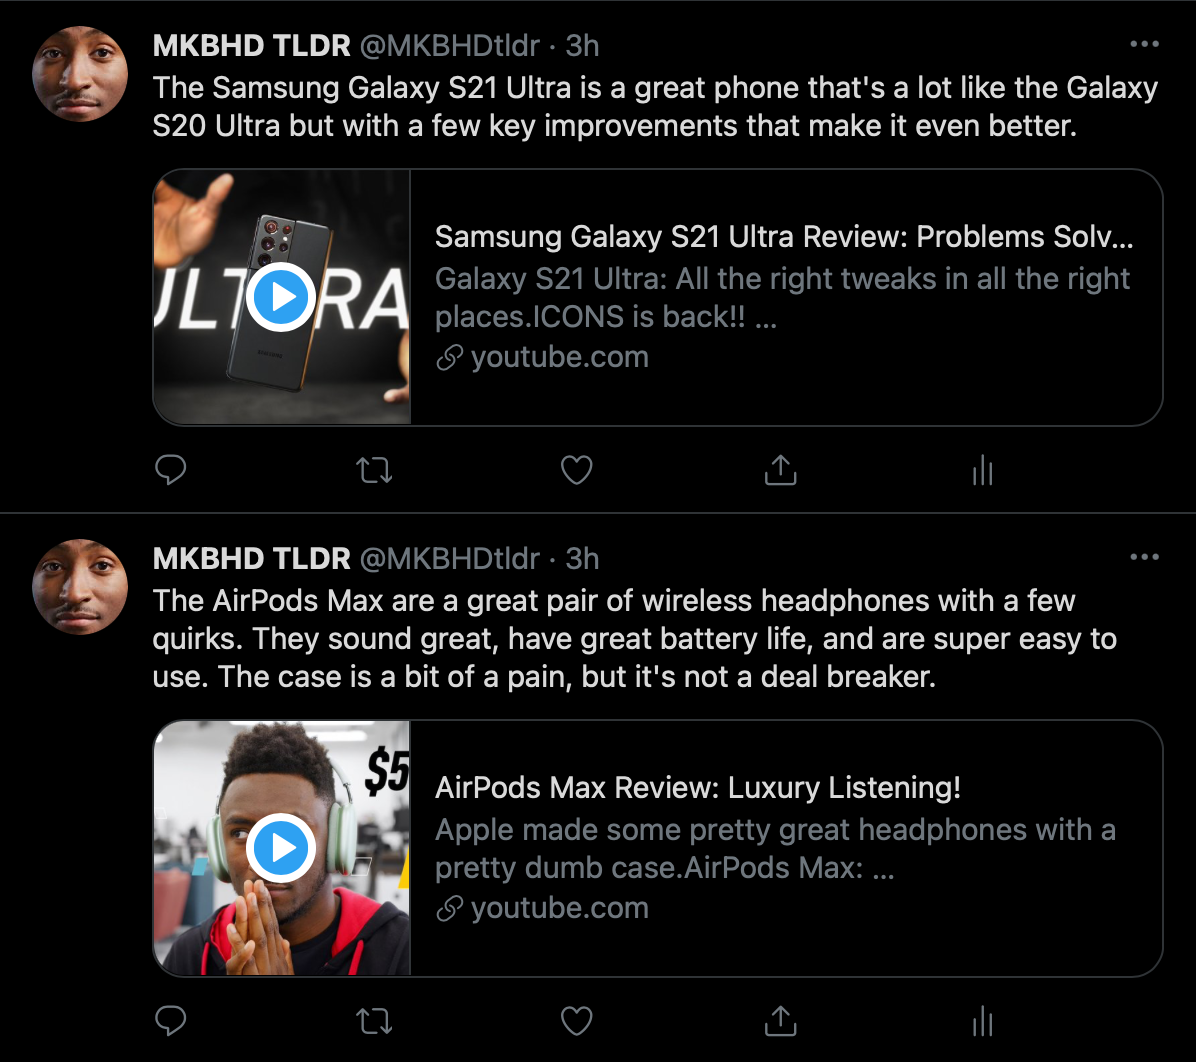 MKBHD TLDR @MKBHDtldr · 3h
The Samsung Galaxy S21 Ultra is a great phone that's a lot like the Galaxy
S20 Ultra but with a few key improvements that make it even better.
ULT RA
SAMSUNG
Samsung Galaxy S21 Ultra Review: Problems Solv...
Galaxy S21 Ultra: All the right tweaks in all the right
places.ICONS is back!! ...
youtube.com
MKBHD TLDR @MKBHDtldr · 3h
The AirPods Max are a great pair of wireless headphones with a few
quirks. They sound great, have great battery life, and are super easy to
use. The case is a bit of a pain, but it's not a deal breaker.
$5
AirPods Max Review: Luxury Listening!
Apple made some pretty great headphones with a
pretty dumb case.AirPods Max: ...
youtube.com